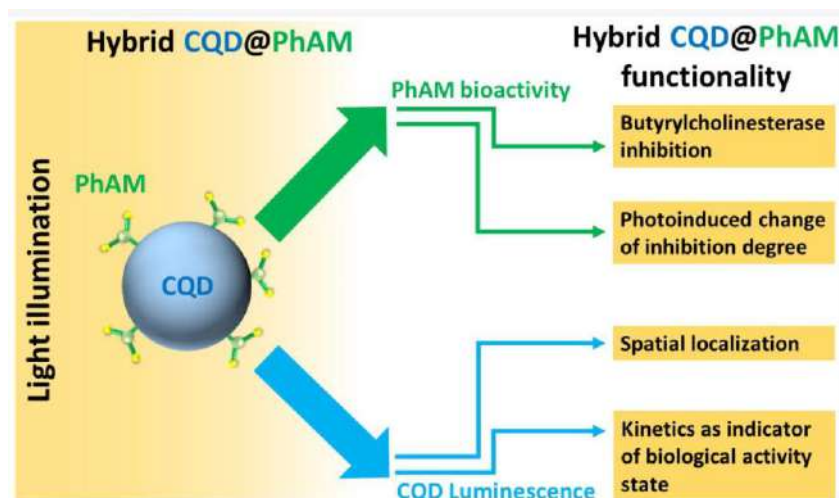 Hybrid CQD@PhAM
Hybrid CQD@PhAM
functionality
Light illumination
PhAM
CQD
PhAM bioactivity
Butyrylcholinesterase
inhibition
Photoinduced change
of inhibition degree
Spatial localization
Kinetics as indicator
of biological activity
state
CQD Luminescence